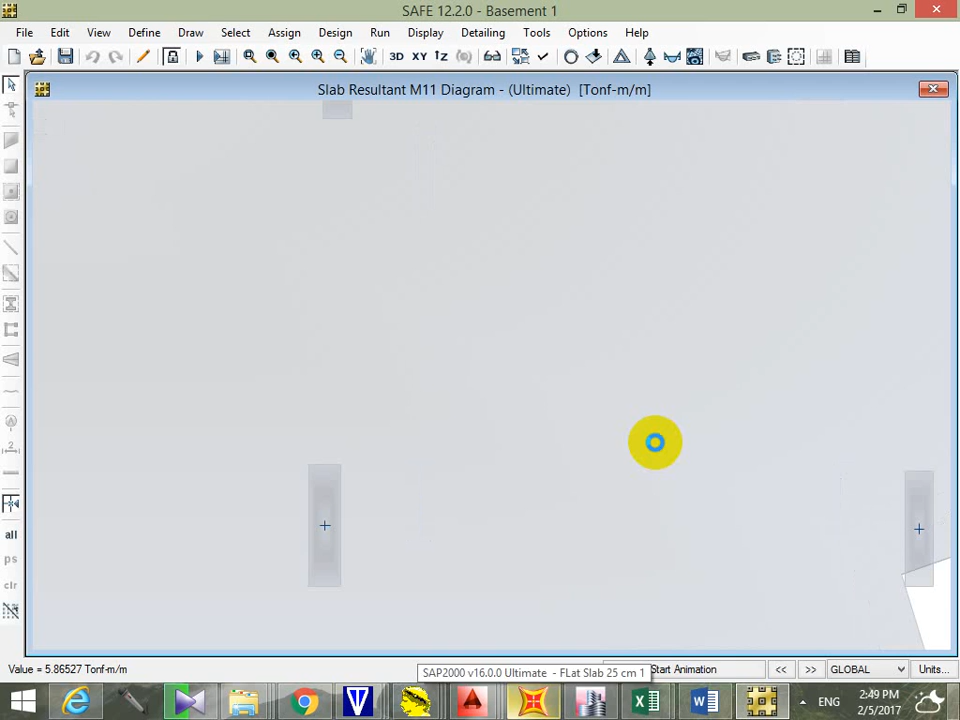 SAFE 12.2.0 - Basement 1
File Edit View Define Draw Select Assign Design Run Display Detailing Tools Options Help
3D XY
Slab Resultant M11 Diagram - (Ultimate) [Tonf-m/m]
all
ps
clr
Value = 5.86527 Tonf-m/m
Start Animation << >> GLOBAL Units...
SAP2000 v16.0.0 Ultimate - FLat Slab 25 cm 1
ENG
2:49 PM
2/5/2017